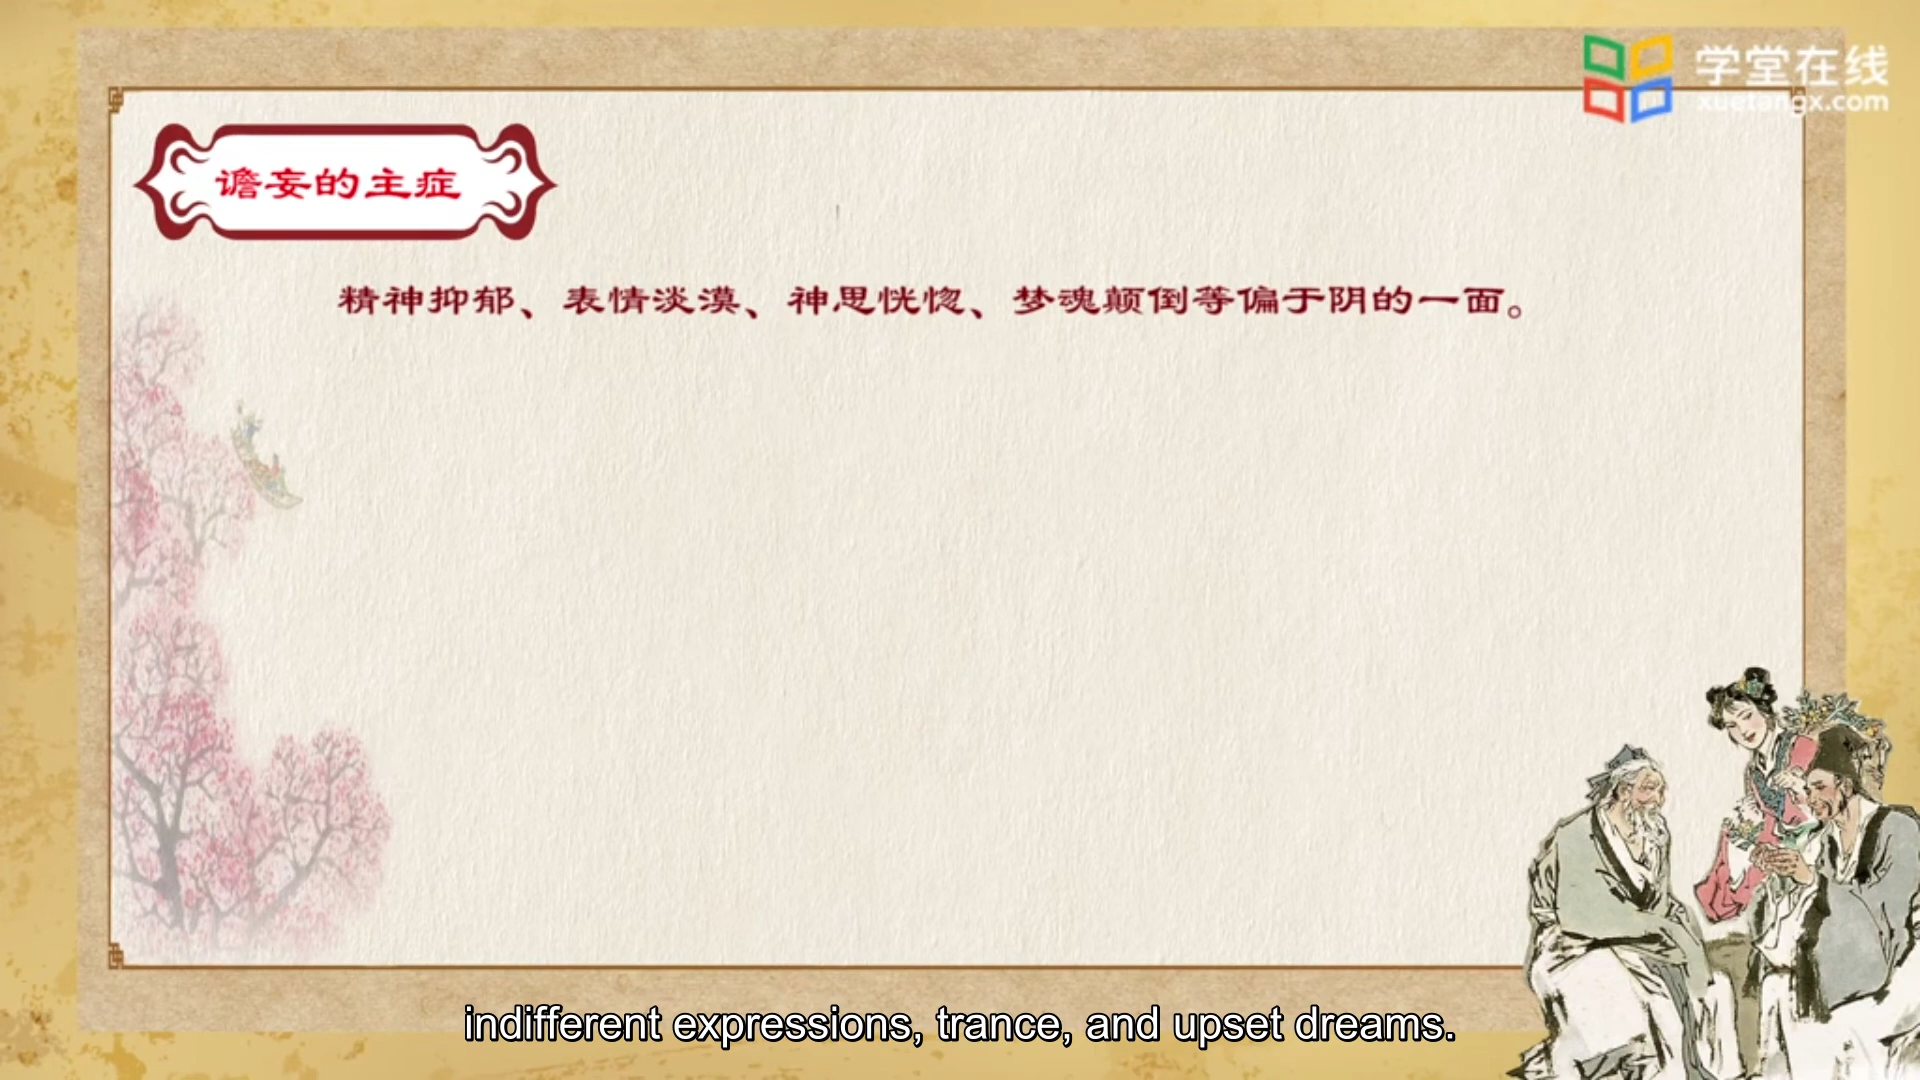 学堂在线
xuetangx.com
谵妄的主症
精神抑郁、表情淡漠、神思恍惚、梦魂颠倒等偏于阴的一面。
indifferent expressions, trance, and upset dreams.